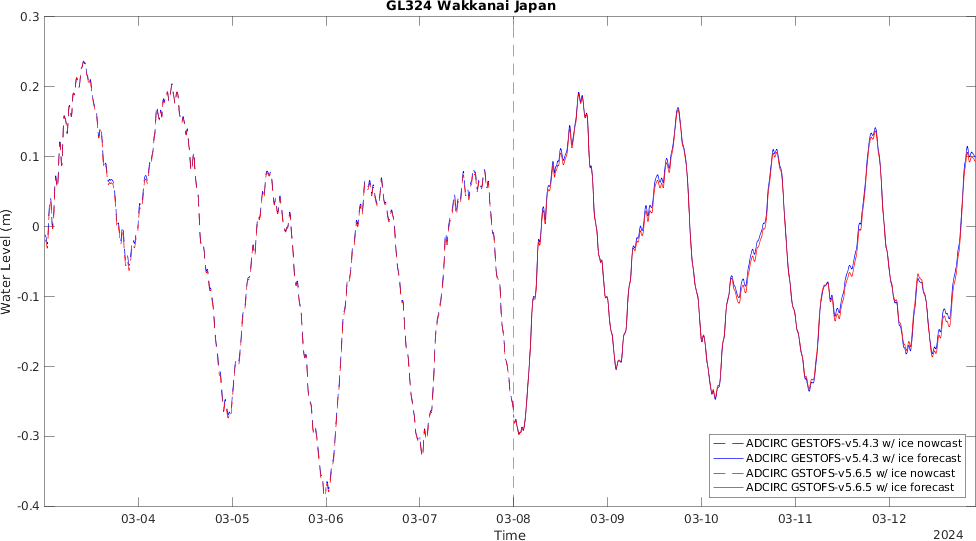 GL324 Wakkanai Japan
Water Level (m)
0.3
0.2
0.1
0
-0.1
-0.2
-0.3
-0.4
03-04
03-05
03-06
03-07
03-08
03-09
03-10
03-11
03-12
Time
2024
ADCIRC GESTOFS-v5.4.3 w/ ice nowcast
ADCIRC GESTOFS-v5.4.3 w/ ice forecast
ADCIRC GSTOFS-v5.6.5 w/ ice nowcast
ADCIRC GSTOFS-v5.6.5 w/ ice forecast